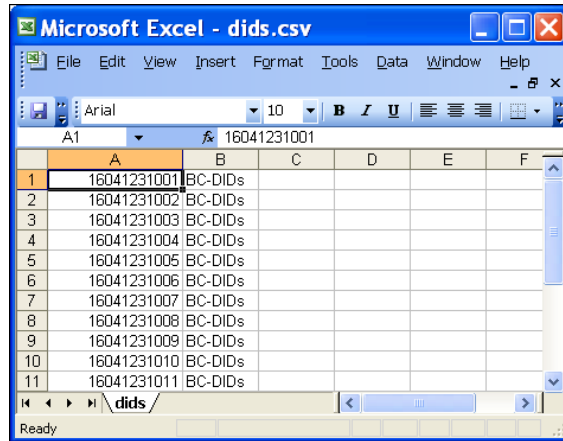 Microsoft Excel - dids.csv
File Edit View Insert Format Tools Data Window Help
Arial 10 B I U
A1 fx 16041231001
A B C D E F
1 16041231001 BC-DIDs
2 16041231002 BC-DIDs
3 16041231003 BC-DIDs
4 16041231004 BC-DIDs
5 16041231005 BC-DIDs
6 16041231006 BC-DIDs
7 16041231007 BC-DIDs
8 16041231008 BC-DIDs
9 16041231009 BC-DIDs
10 16041231010 BC-DIDs
11 16041231011 BC-DIDs
dids
Ready